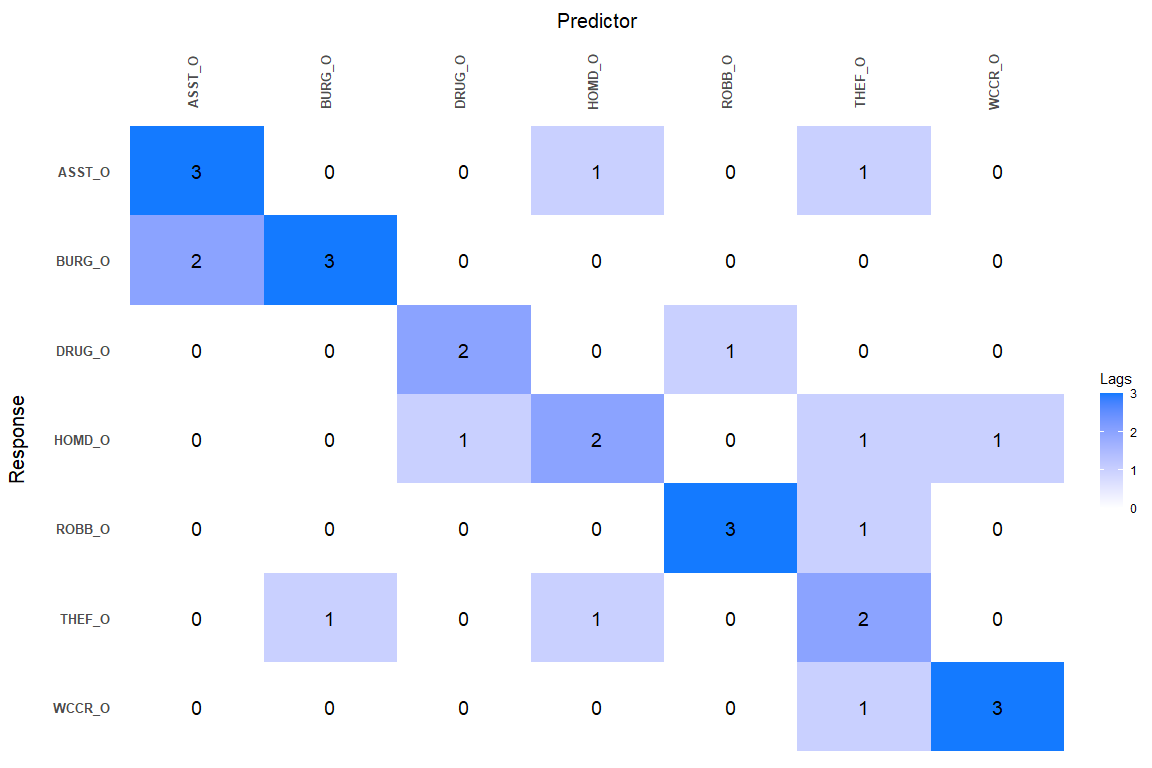 Predictor
ASST_O BURG_O DRUG_O HOMD_O ROBB_O THEF_O WCCR_O
ASST_O 3 0 0 1 0 1 0
BURG_O 2 3 0 0 0 0 0
DRUG_O 0 0 2 0 1 0 0
HOMD_O 0 0 1 2 0 1 1
ROBB_O 0 0 0 0 3 1 0
THEF_O 0 1 0 1 0 2 0
WCCR_O 0 0 0 0 0 1 3
Response
Lags
3
2
1
0